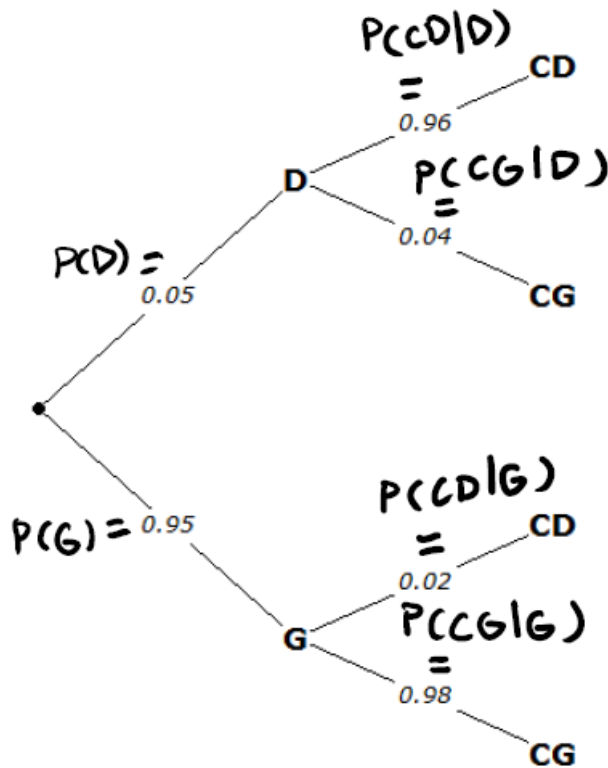 P(CD|D)
=
0.96
CD
D
P(CG|D)
=
0.04
CG
P(D) =
0.05
P(G) = 0.95
P(CD|G)
=
0.02
CD
G
P(CG|G)
=
0.98
CG